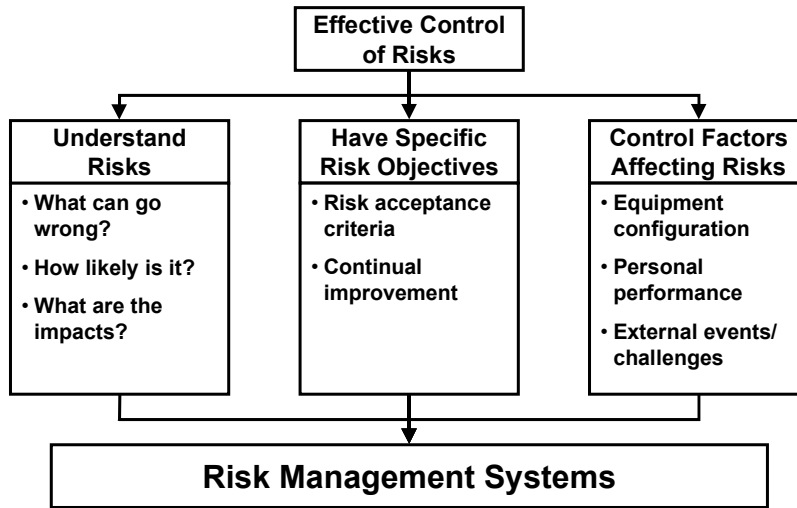 Effective Control
of Risks
Understand
Risks
• What can go
wrong?
• How likely is it?
• What are the
impacts?
Have Specific
Risk Objectives
• Risk acceptance
criteria
• Continual
improvement
Control Factors
Affecting Risks
• Equipment
configuration
• Personal
performance
• External events/
challenges
Risk Management Systems